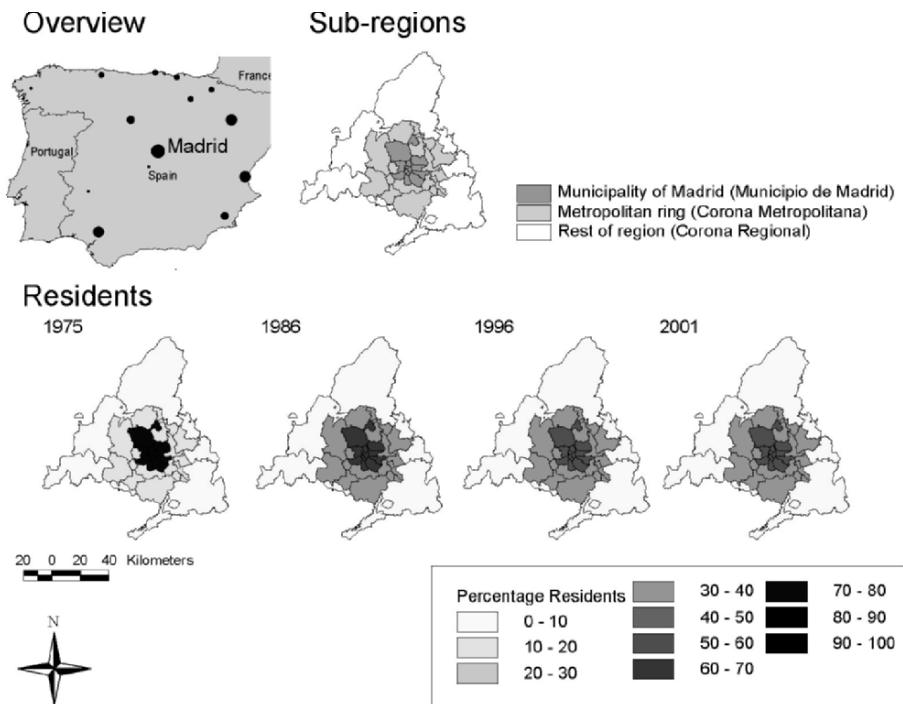 Overview
Sub-regions
France
Portugal
Madrid
Spain
Municipality of Madrid (Municipio de Madrid)
Metropolitan ring (Corona Metropolitana)
Rest of region (Corona Regional)
Residents
1975
1986
1996
2001
20 0 20 40 Kilometers
N
Percentage Residents
0 - 10
10 - 20
20 - 30
30 - 40
40 - 50
50 - 60
60 - 70
70 - 80
80 - 90
90 - 100